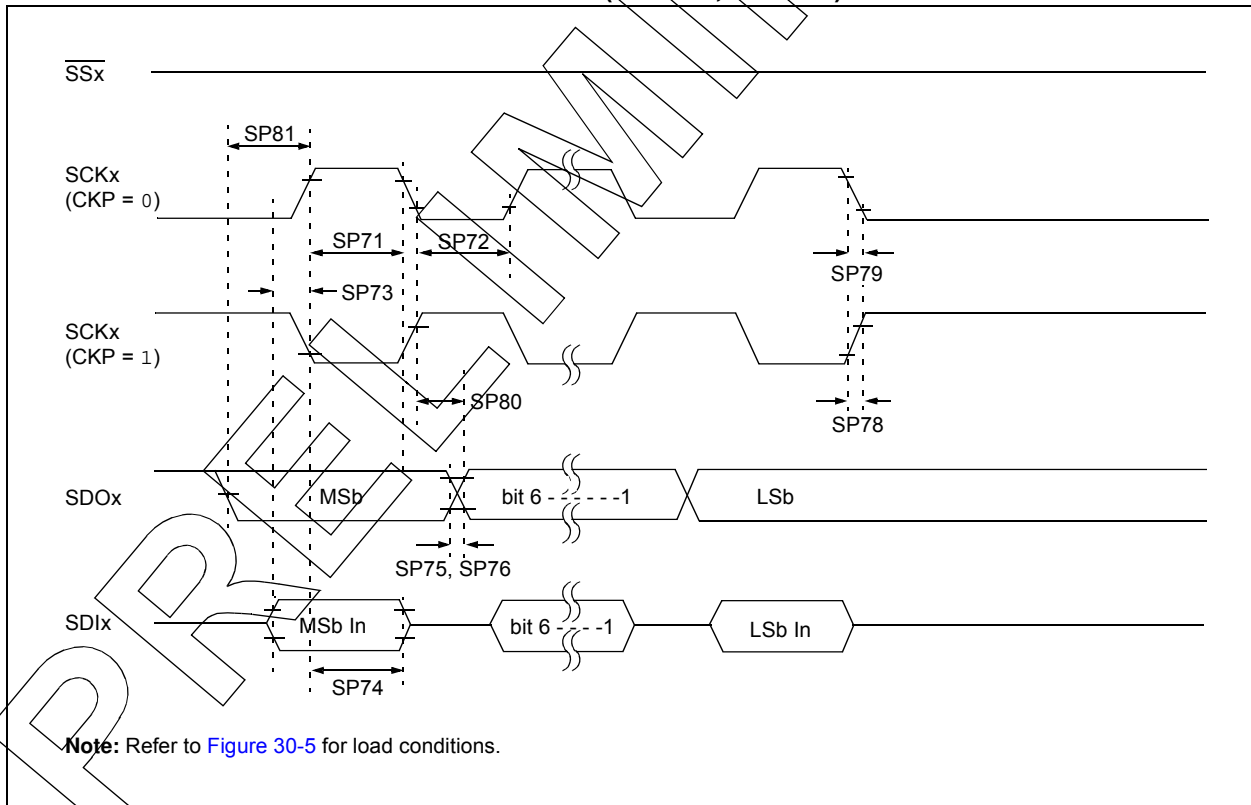 SSx
SP81
SCKx
(CKP = 0)
SP71
SP72
SP79
SP73
SCKx
(CKP = 1)
SP80
SP78
SDOx
MSb
bit 6 - - - - - -1
LSb
SP75, SP76
SDIx
MSb In
bit 6 - - - -1
LSb In
SP74
Note: Refer to Figure 30-5 for load conditions.